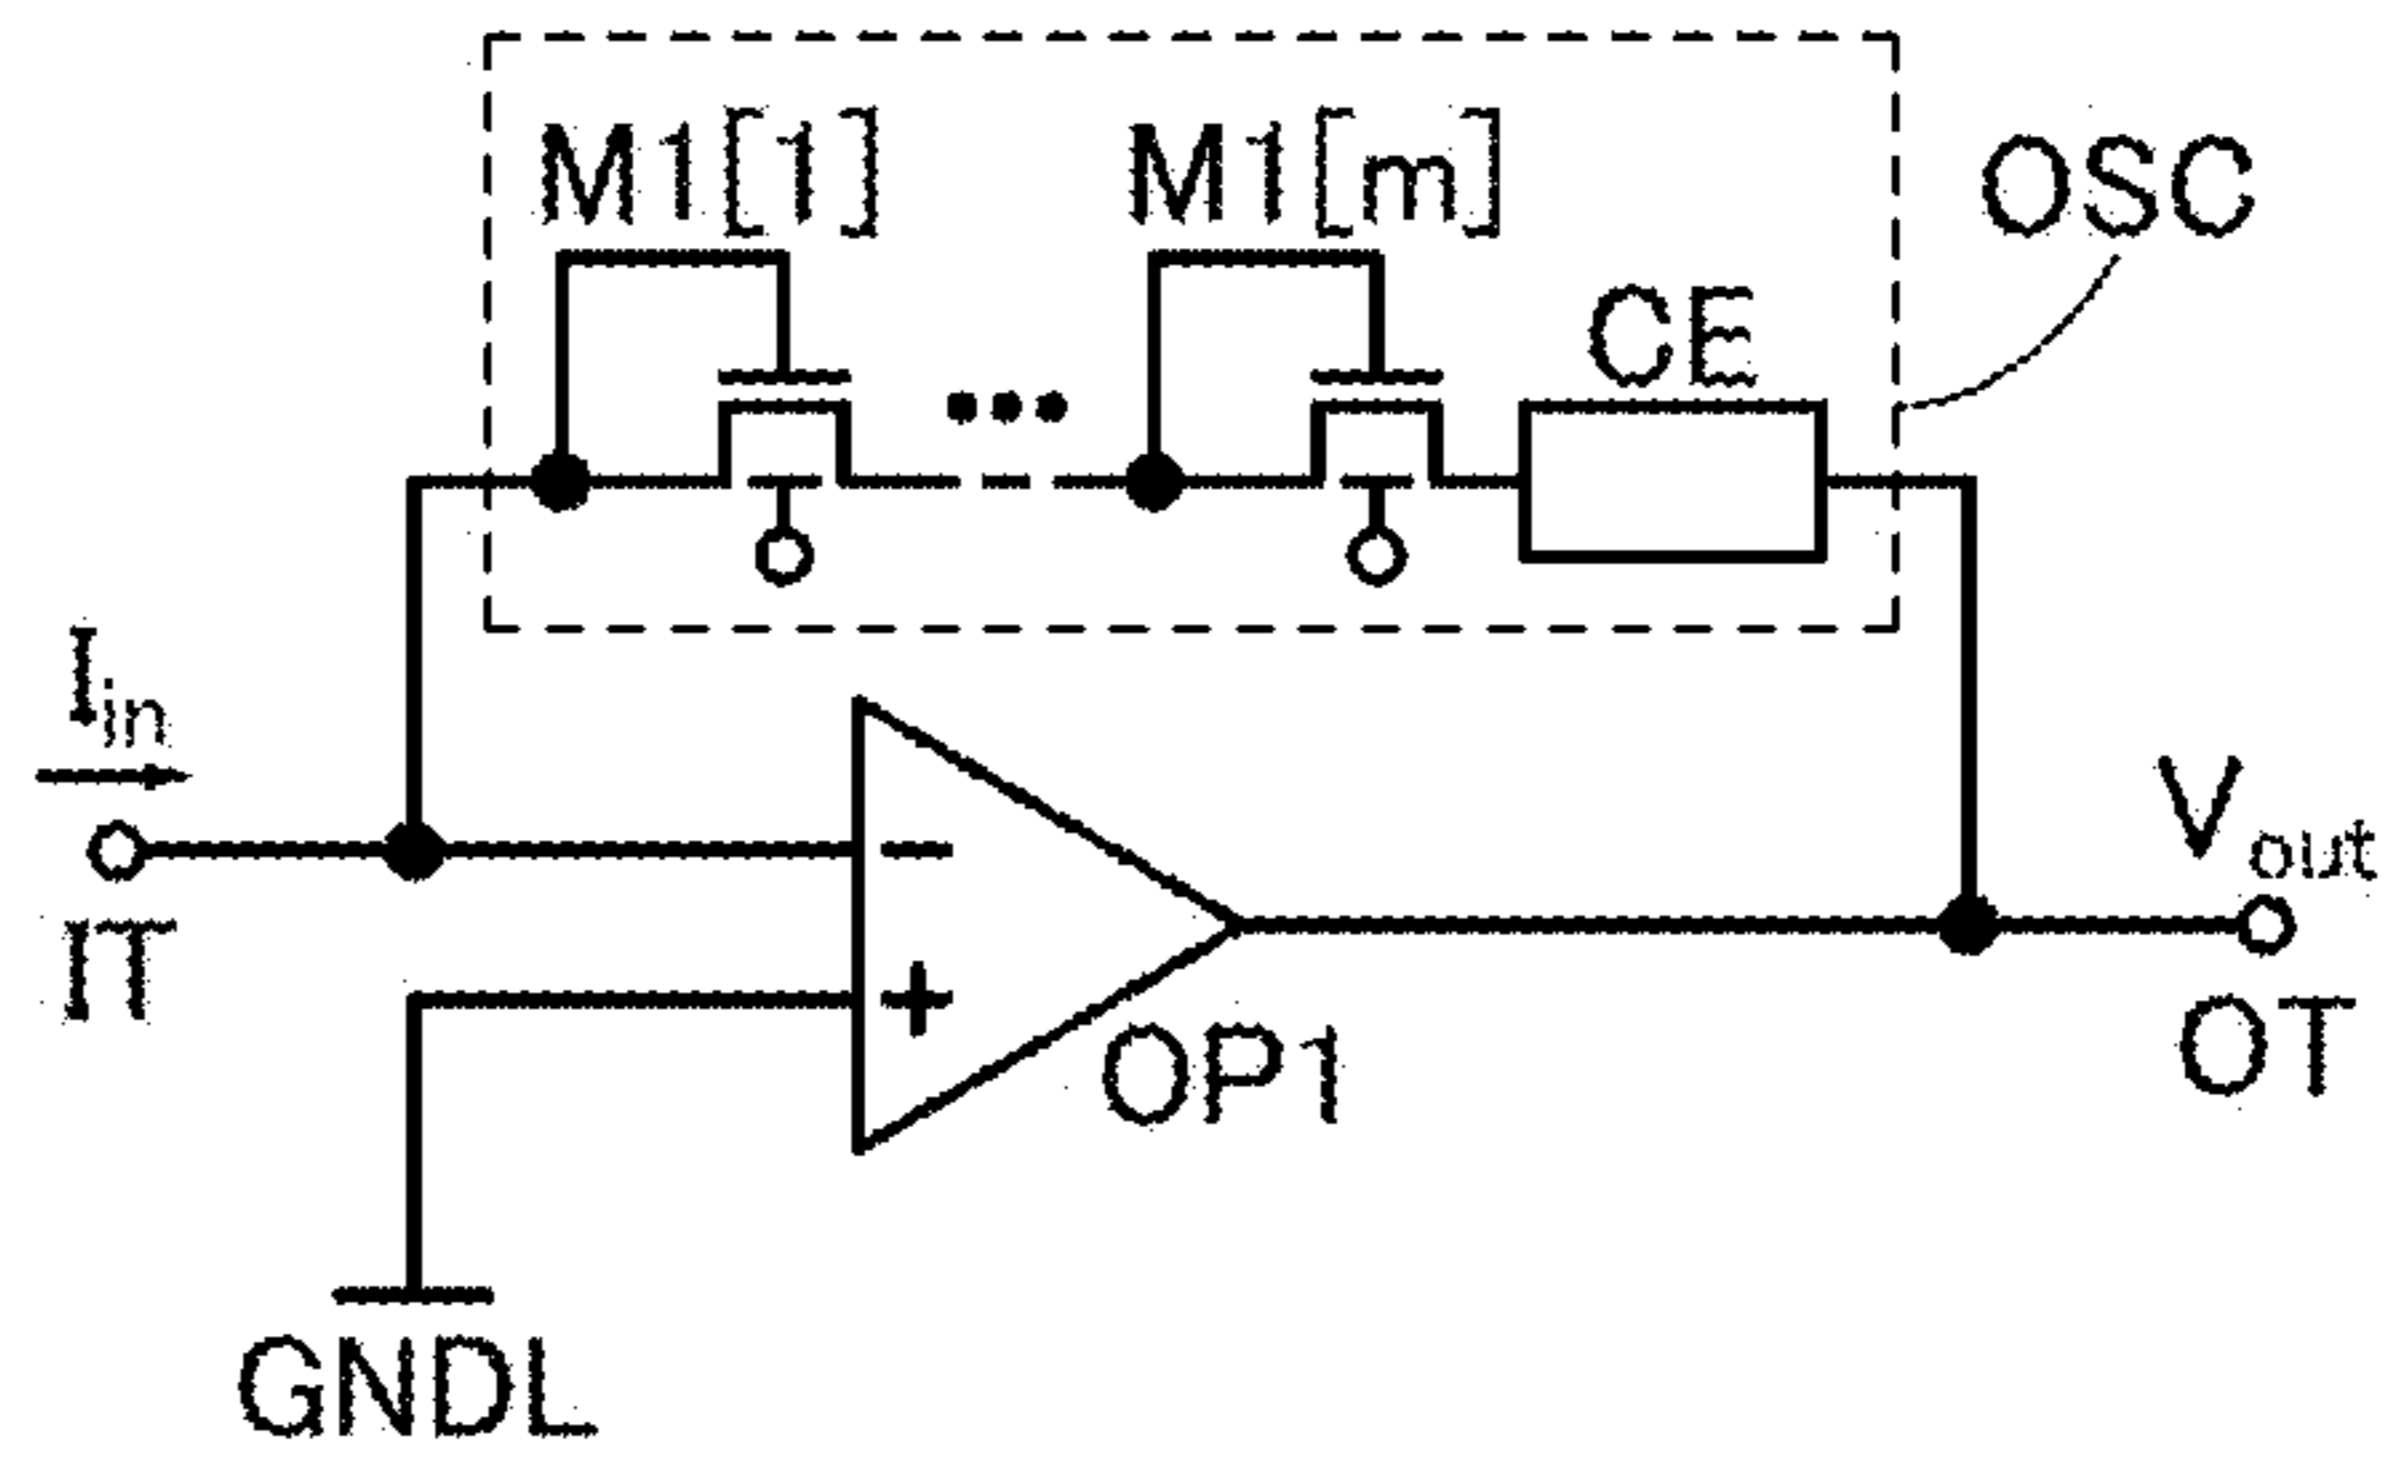 M1[1] M1[m]
OSC
CE
Iin
Vout
IT
− 
+
OP1
OT
GNDL